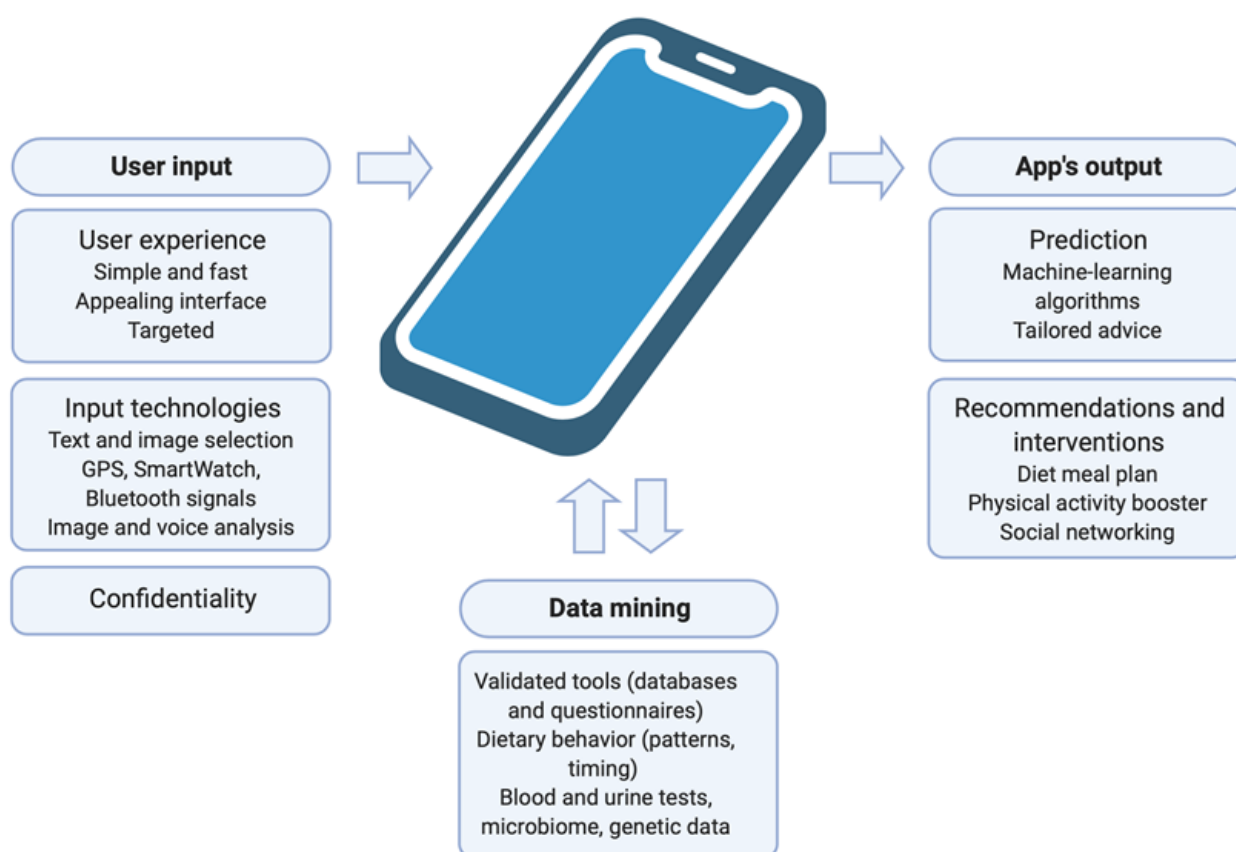 User input
User experience
Simple and fast
Appealing interface
Targeted
Input technologies
Text and image selection
GPS, SmartWatch,
Bluetooth signals
Image and voice analysis
Confidentiality
Data mining
Validated tools (databases
and questionnaires)
Dietary behavior (patterns,
timing)
Blood and urine tests,
microbiome, genetic data
App's output
Prediction
Machine-learning
algorithms
Tailored advice
Recommendations and
interventions
Diet meal plan
Physical activity booster
Social networking